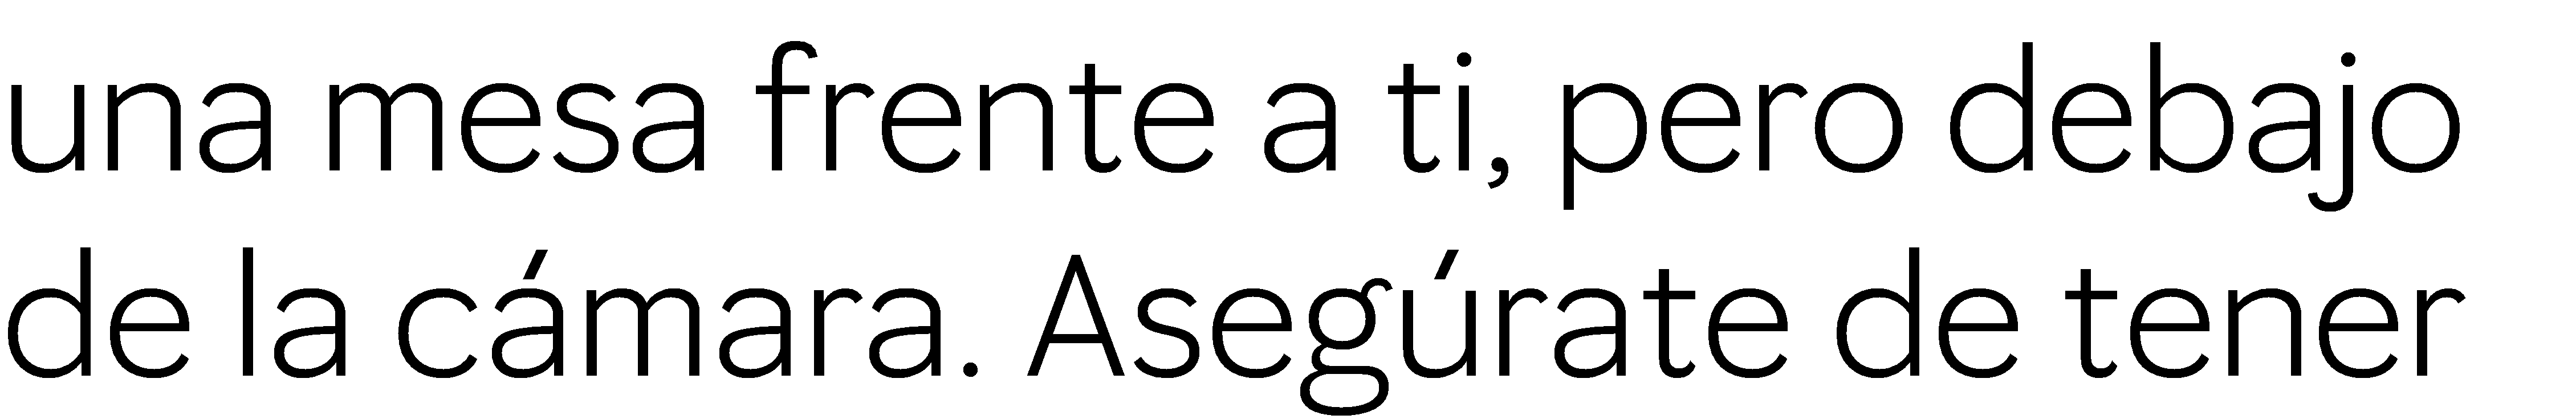 una mesa frente a ti, pero debajo
de la cámara. Asegúrate de tener